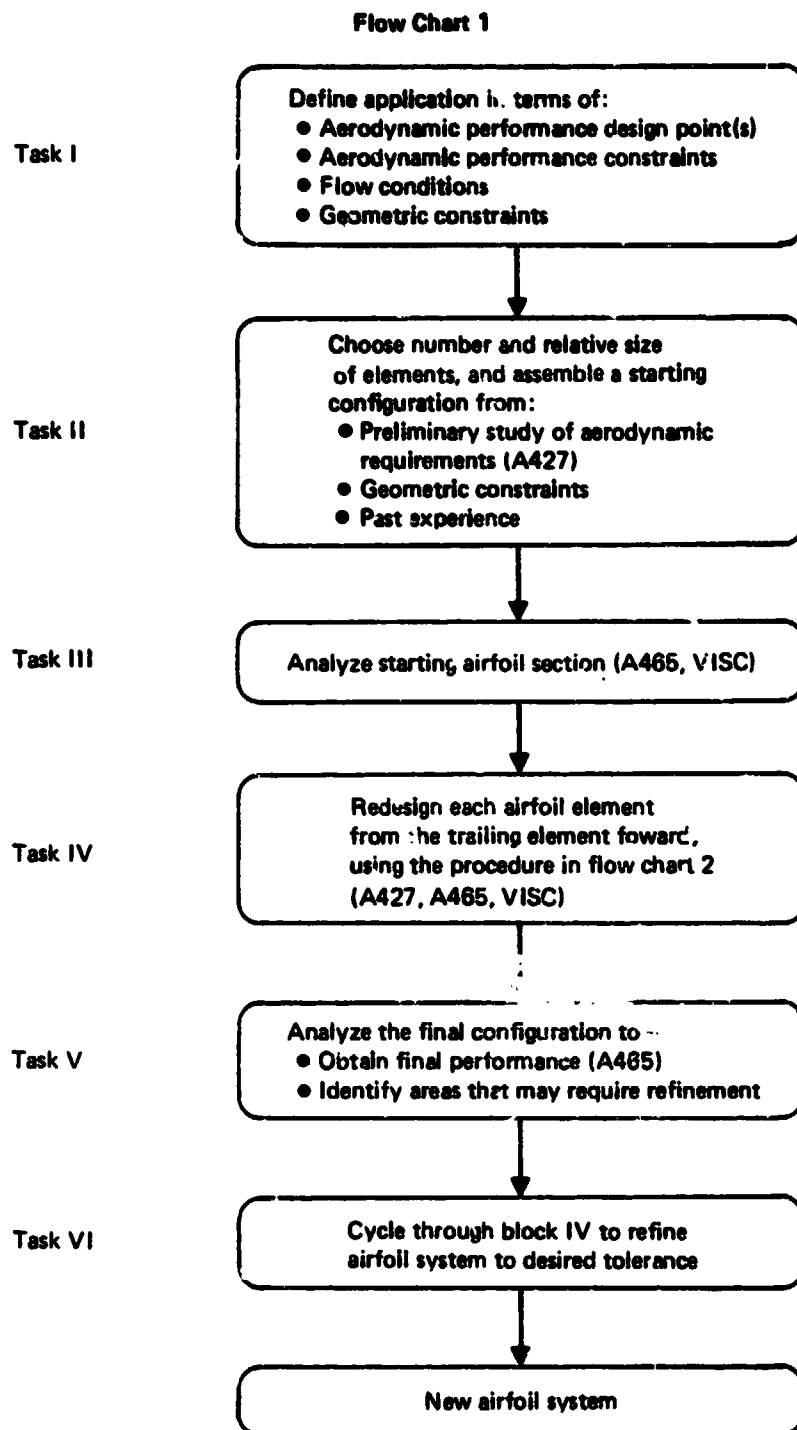 Flow Chart 1
Task I
Define application in terms of:
● Aerodynamic performance design point(s)
● Aerodynamic performance constraints
● Flow conditions
● Geometric constraints
Task II
Choose number and relative size
of elements, and assemble a starting
configuration from:
● Preliminary study of aerodynamic
requirements (A427)
● Geometric constraints
● Past experience
Task III
Analyze starting airfoil section (A465, VISC)
Task IV
Redesign each airfoil element
from the trailing element foward,
using the procedure in flow chart 2
(A427, A465, VISC)
Task V
Analyze the final configuration to -
● Obtain final performance (A465)
● Identify areas that may require refinement
Task VI
Cycle through block IV to refine
airfoil system to desired tolerance
New airfoil system